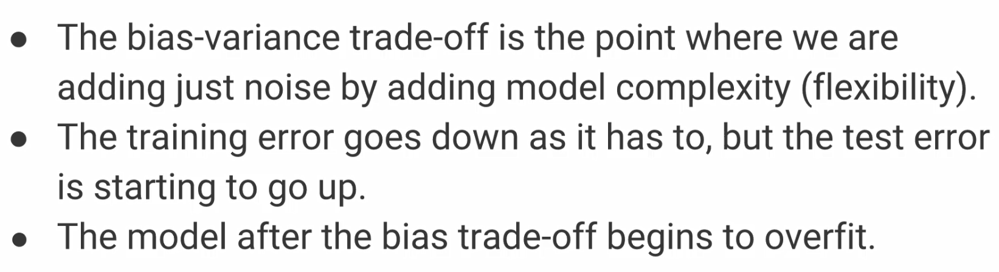 ● The bias-variance trade-off is the point where we are
adding just noise by adding model complexity (flexibility).
● The training error goes down as it has to, but the test error
is starting to go up.
● The model after the bias trade-off begins to overfit.